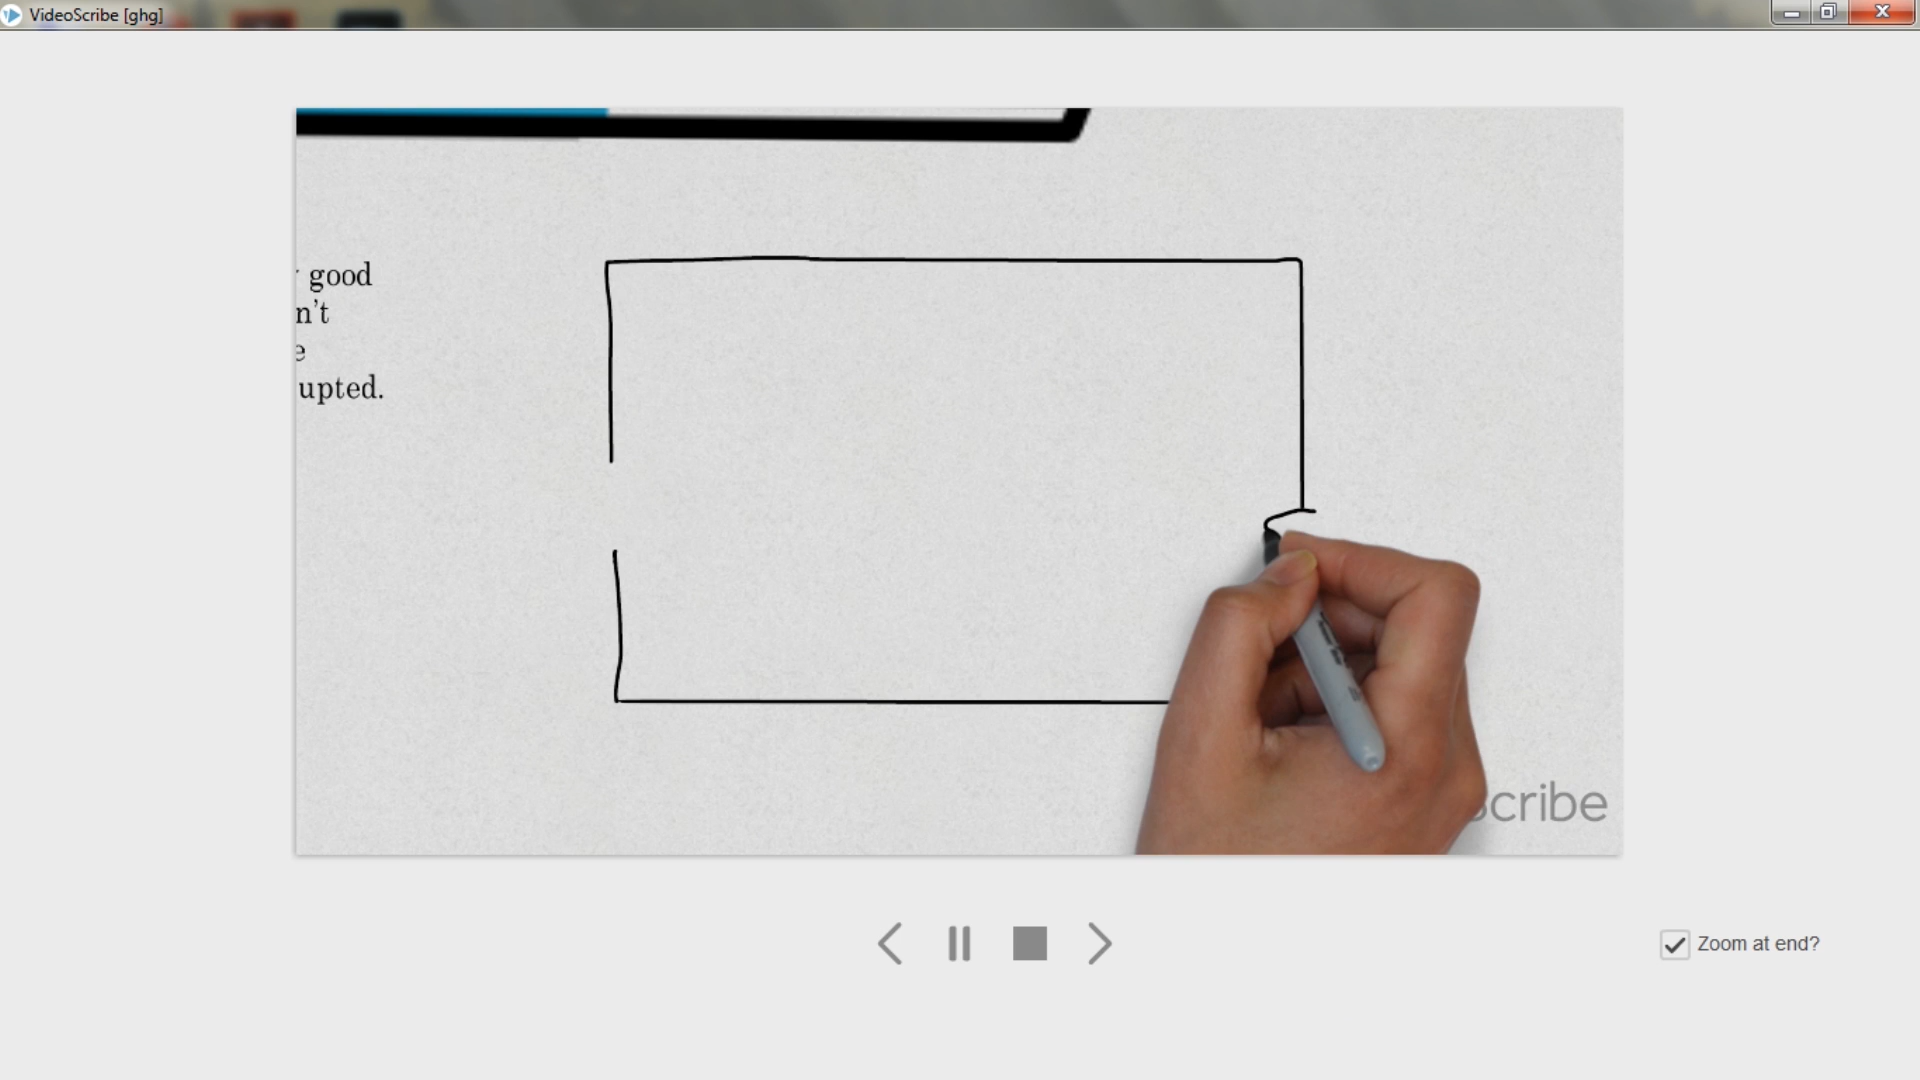 VideoScribe [ghg]
good
n't
e
upted.
cribe
Zoom at end?